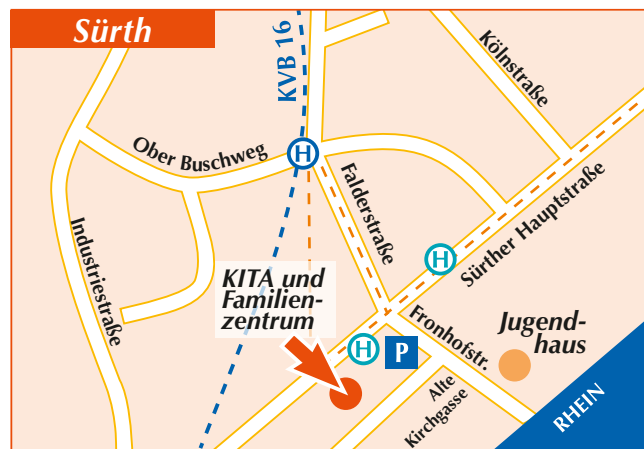 Sürth
KVB 16
Kölnstraße
Ober Buschweg
H
Falderstraße
Sürther Hauptstraße
Industriestraße
H
KITA und
Familien-
zentrum
Fronhofstr.
Jugend-
haus
H
P
Alte
Kirchgasse
RHEIN